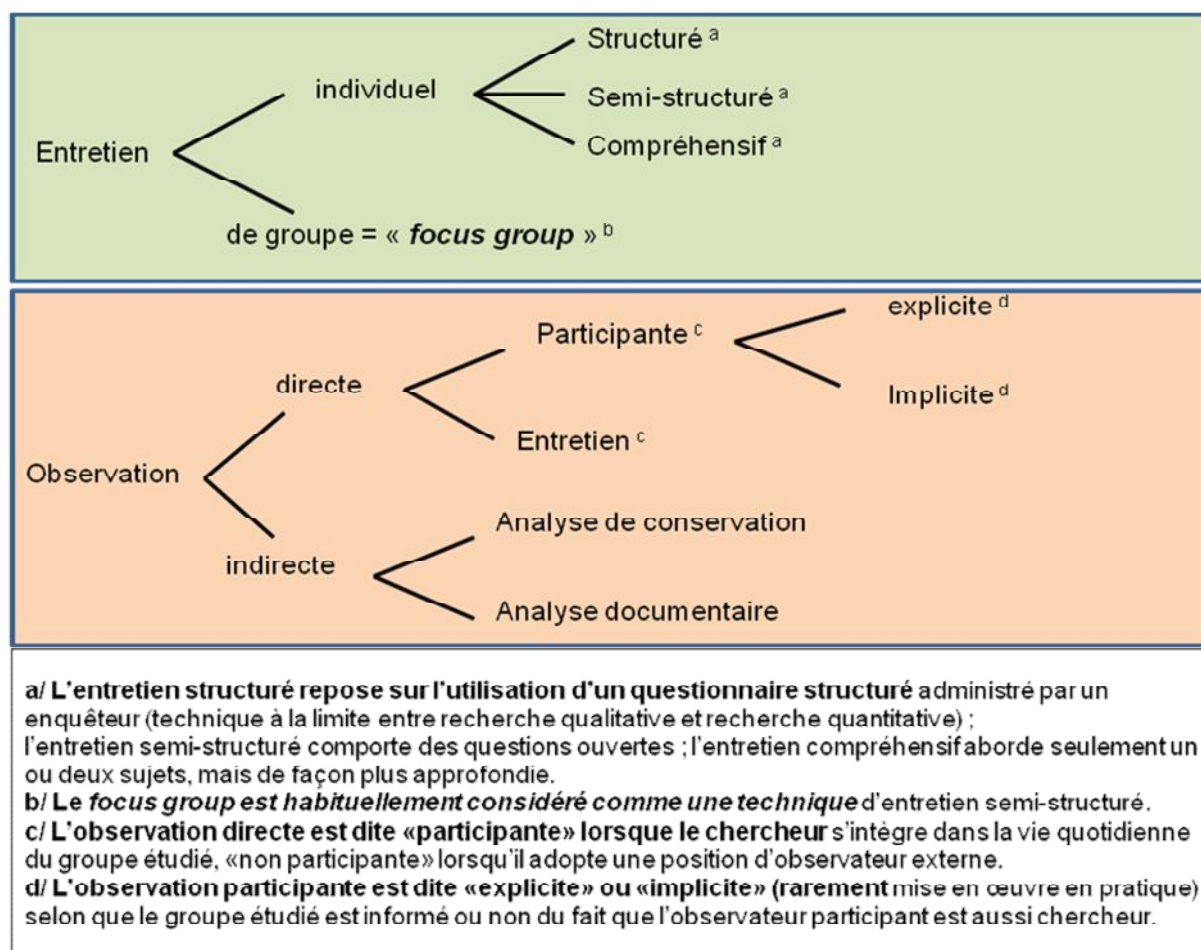 Structuré a
individuel
Semi-structuré a
Entretien
Compréhensif a
de groupe = « focus group » b
explicite d
Participante c
directe
Implicite d
Entretien c
Observation
Analyse de conservation
indirecte
Analyse documentaire
a/ L'entretien structuré repose sur l'utilisation d'un questionnaire structuré administré par un
enquêteur (technique à la limite entre recherche qualitative et recherche quantitative) ;
l'entretien semi-structuré comporte des questions ouvertes ; l'entretien compréhensif aborde seulement un
ou deux sujets, mais de façon plus approfondie.
b/ Le focus group est habituellement considéré comme une technique d'entretien semi-structuré.
c/ L'observation directe est dite «participante» lorsque le chercheur s'intègre dans la vie quotidienne
du groupe étudié, «non participante» lorsqu'il adopte une position d'observateur externe.
d/ L'observation participante est dite «explicite» ou «implicite» (rarement mise en œuvre en pratique)
selon que le groupe étudié est informé ou non du fait que l'observateur participant est aussi chercheur.